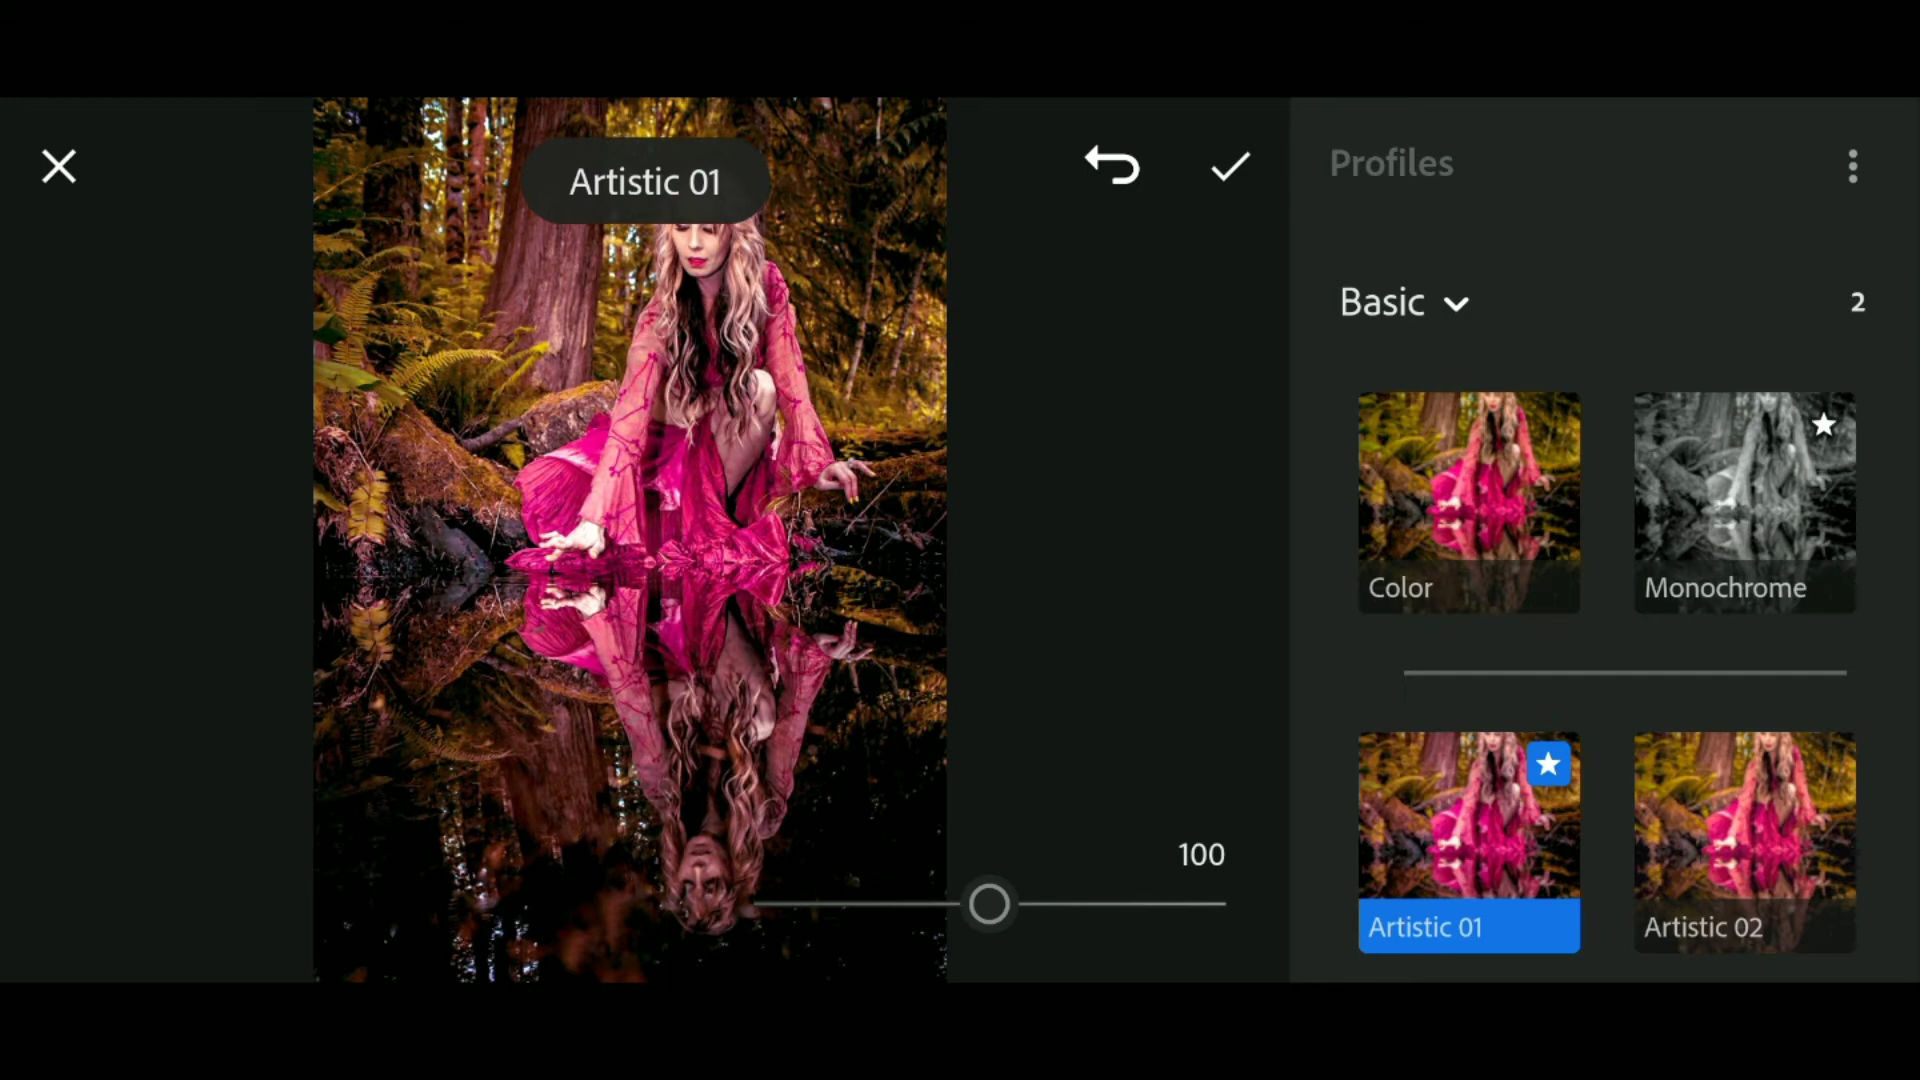 Artistic 01
Profiles
Basic
2
Color
Monochrome
100
Artistic 01
Artistic 02